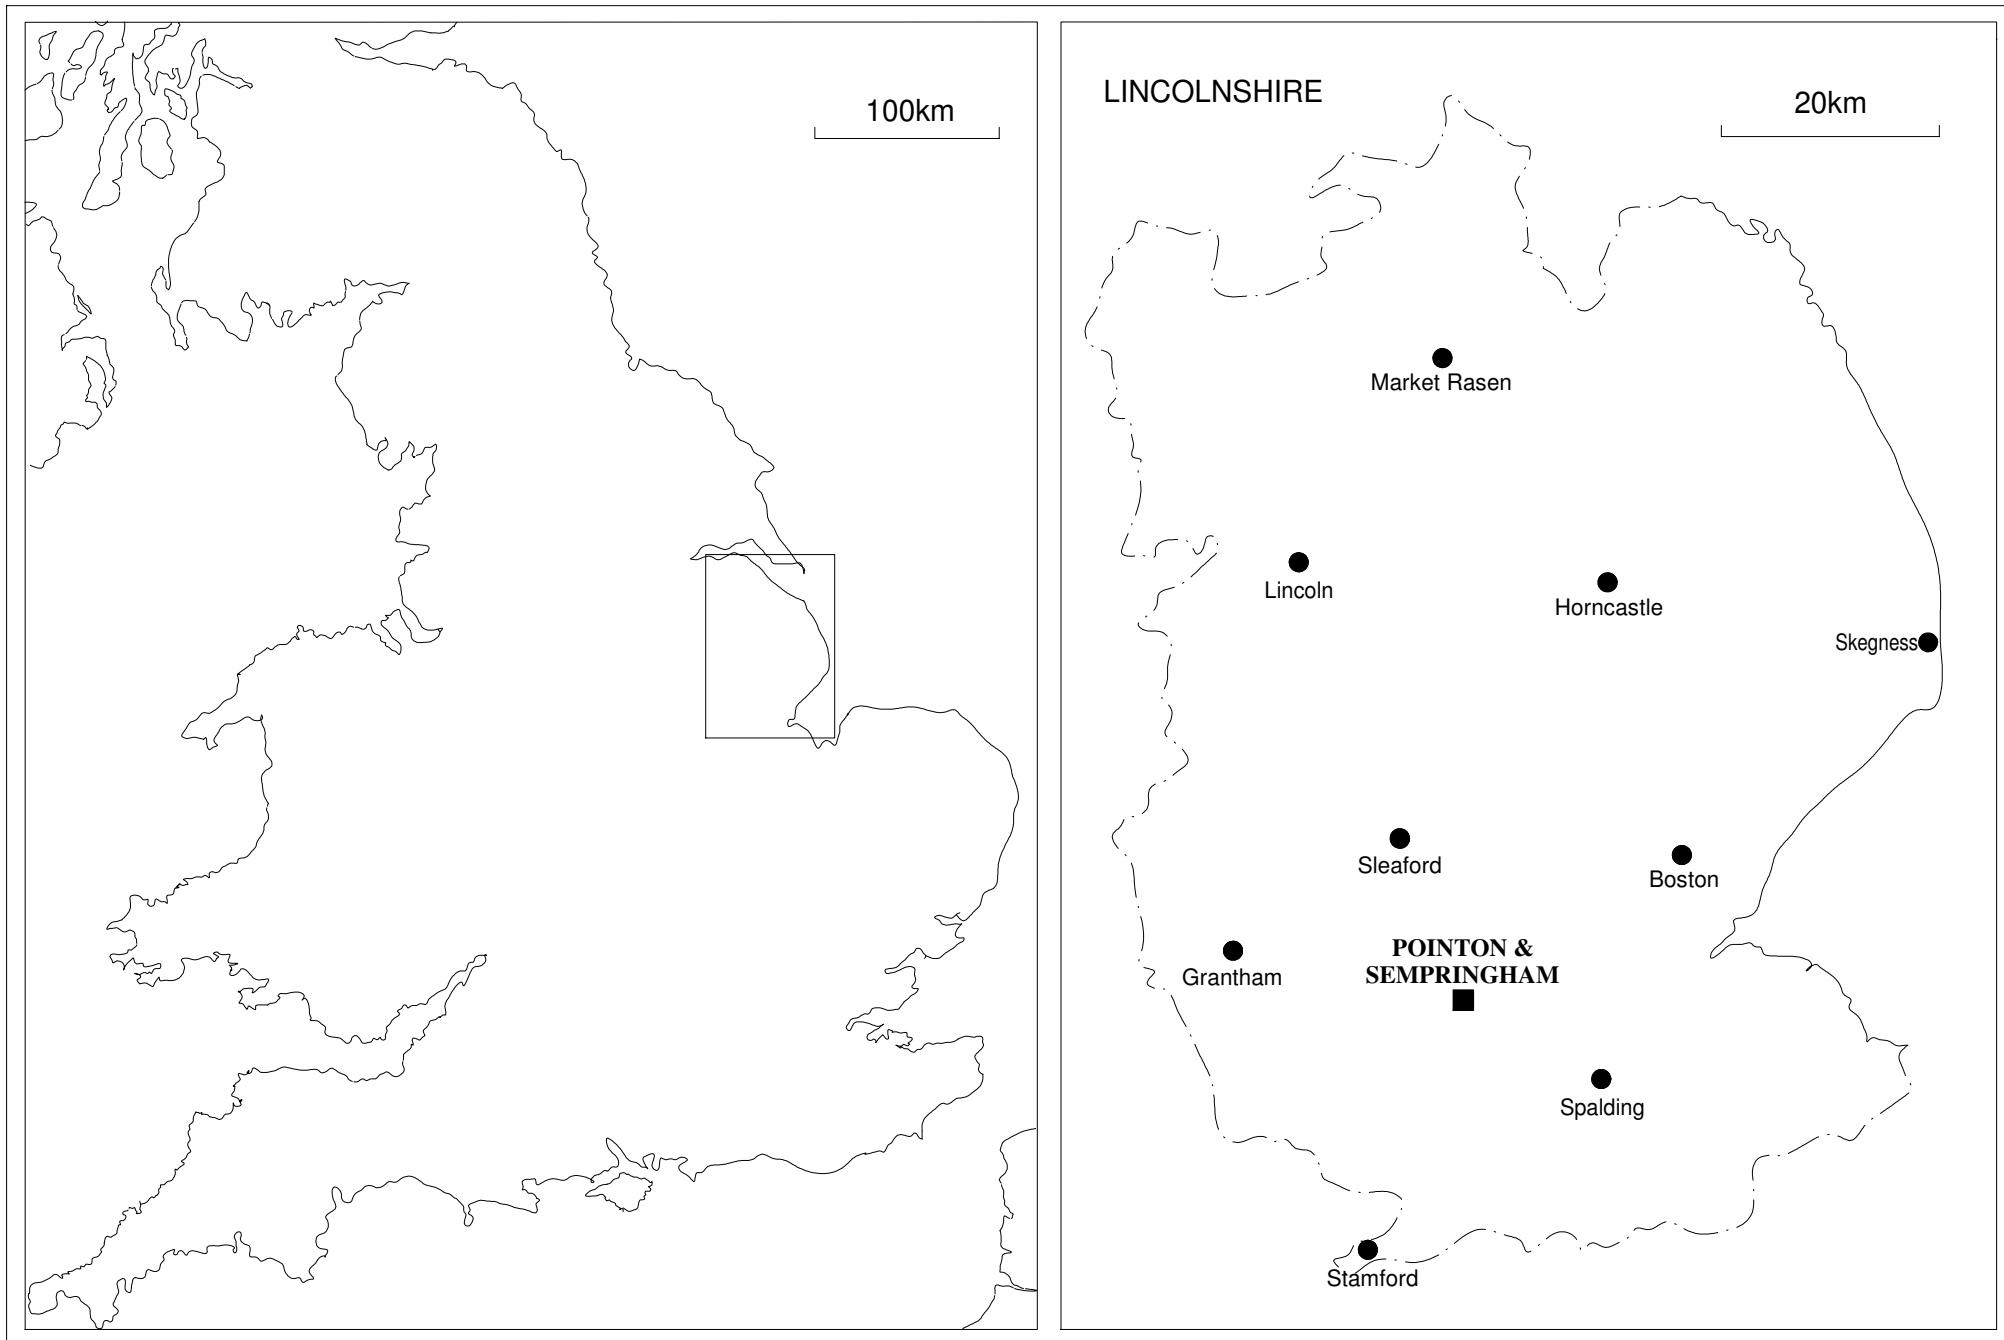 100km
LINCOLNSHIRE
20km
Market Rasen
Lincoln
Horncastle
Skegness
Sleaford
Boston
POINTON &
SEMPRINGHAM
Grantham
Spalding
Stamford